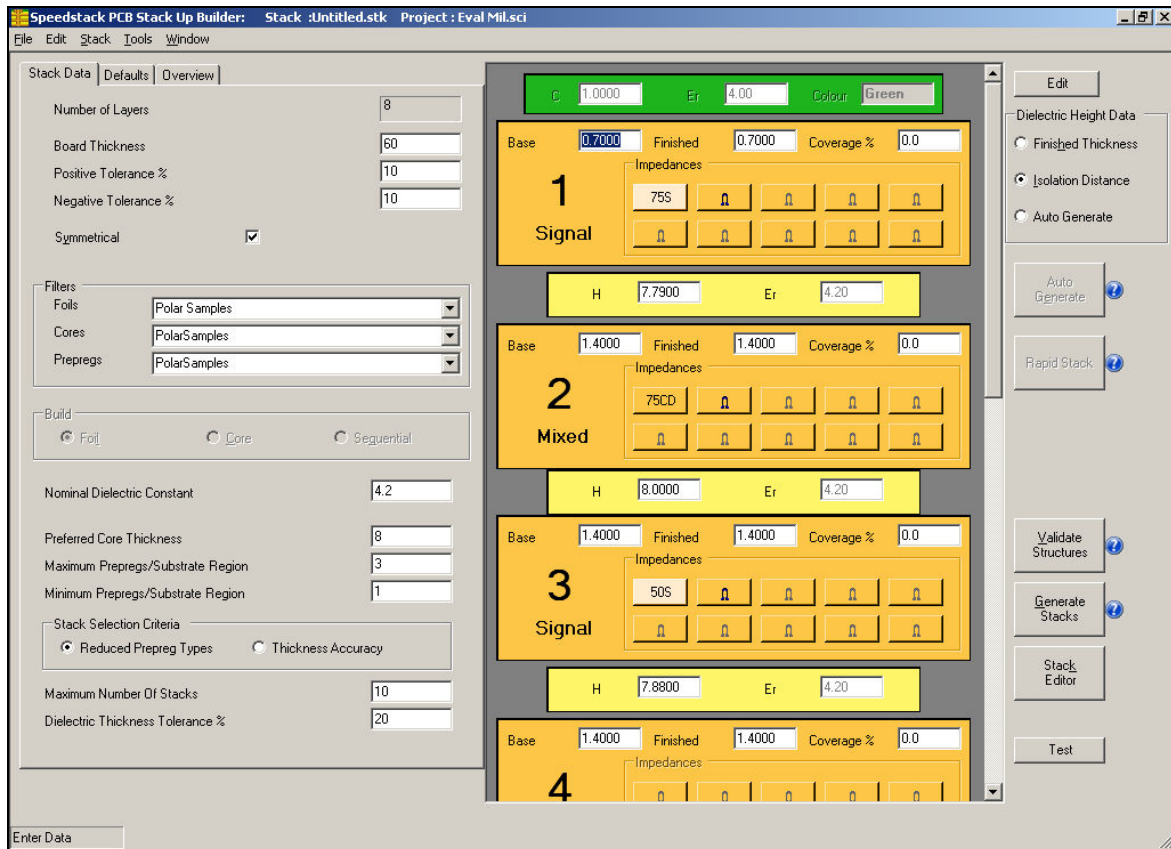 Speedstack PCB Stack Up Builder: Stack :Untitled.stk Project : Eval Mil.sci
File Edit Stack Tools Window
Stack Data Defaults Overview
Number of Layers 8
Board Thickness 60
Positive Tolerance % 10
Negative Tolerance % 10
Symmetrical
Filters
Foils Polar Samples
Cores PolarSamples
Prepregs PolarSamples
Build
Foil Core Sequential
Nominal Dielectric Constant 4.2
Preferred Core Thickness 8
Maximum Prepregs/Substrate Region 3
Minimum Prepregs/Substrate Region 1
Stack Selection Criteria
Reduced Prepreg Types Thickness Accuracy
Maximum Number Of Stacks 10
Dielectric Thickness Tolerance % 20
C 1.0000 Er 4.00 Colour Green
Base 0.7000 Finished 0.7000 Coverage % 0.0
Impedances
1
Signal
75S Ω Ω Ω Ω
Ω Ω Ω Ω Ω
H 7.7900 Er 4.20
Base 1.4000 Finished 1.4000 Coverage % 0.0
Impedances
2
Mixed
75CD Ω Ω Ω Ω
Ω Ω Ω Ω Ω
H 8.0000 Er 4.20
Base 1.4000 Finished 1.4000 Coverage % 0.0
Impedances
3
Signal
50S Ω Ω Ω Ω
Ω Ω Ω Ω Ω
H 7.8800 Er 4.20
Base 1.4000 Finished 1.4000 Coverage % 0.0
Impedances
4
Ω Ω Ω Ω Ω
Edit
Dielectric Height Data
Finished Thickness
Isolation Distance
Auto Generate
Auto
Generate ?
Rapid Stack ?
Validate
Structures ?
Generate
Stacks ?
Stack
Editor
Test
Enter Data